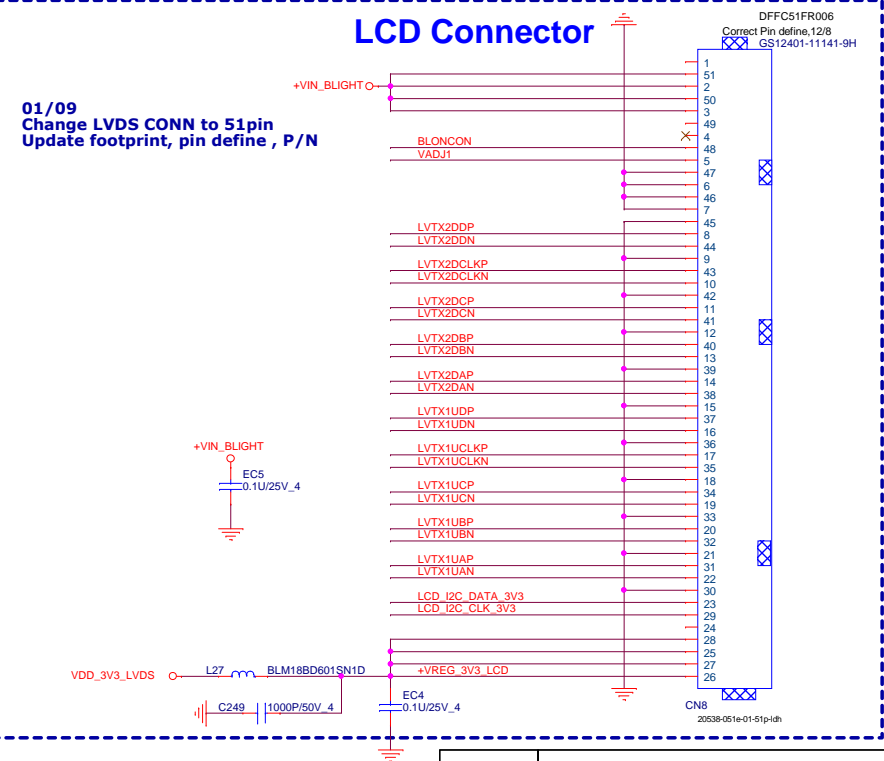 LCD Connector
DFFC51FR006
Correct Pin define,12/8
GS12401-11141-9H
01/09
Change LVDS CONN to 51pin
Update footprint, pin define , P/N
+VIN_BLIGHT
BLONCON
VADJ1
LVTX2DDP
LVTX2DDN
LVTX2DCLKP
LVTX2DCLKN
LVTX2DCP
LVTX2DCN
LVTX2DBP
LVTX2DBN
LVTX2DAP
LVTX2DAN
LVTX1UDP
LVTX1UDN
LVTX1UCLKP
LVTX1UCLKN
LVTX1UCP
LVTX1UCN
LVTX1UBP
LVTX1UBN
LVTX1UAP
LVTX1UAN
LCD_I2C_DATA_3V3
LCD_I2C_CLK_3V3
+VREG_3V3_LCD
1
51
2
50
3
49
4
48
5
47
6
46
7
45
8
44
9
43
10
42
11
41
12
40
13
39
14
38
15
37
16
36
17
35
18
34
19
33
20
32
21
31
22
30
23
29
24
28
25
27
26
CN8
20538-051e-01-51p-ldh
+VIN_BLIGHT
EC5
0.1U/25V_4
VDD_3V3_LVDS
L27
BLM18BD601SN1D
C249
1000P/50V_4
EC4
0.1U/25V_4